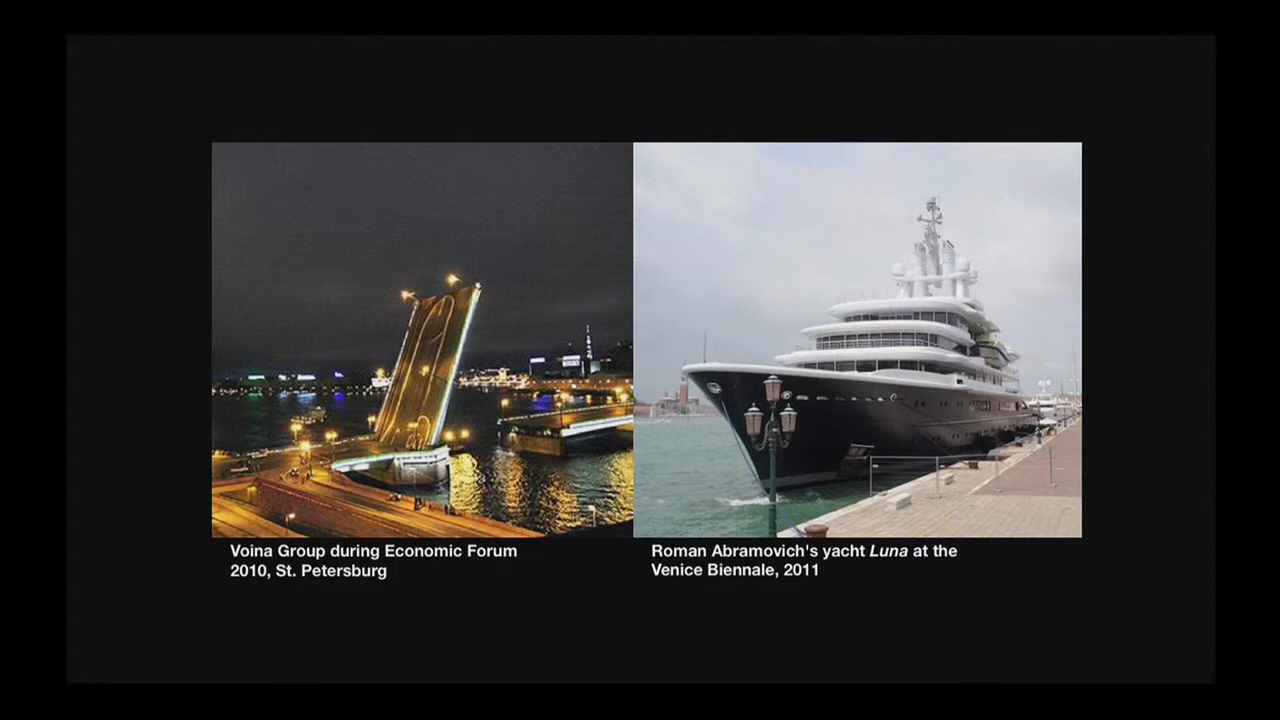 Voina Group during Economic Forum
2010, St. Petersburg
Roman Abramovich's yacht Luna at the
Venice Biennale, 2011